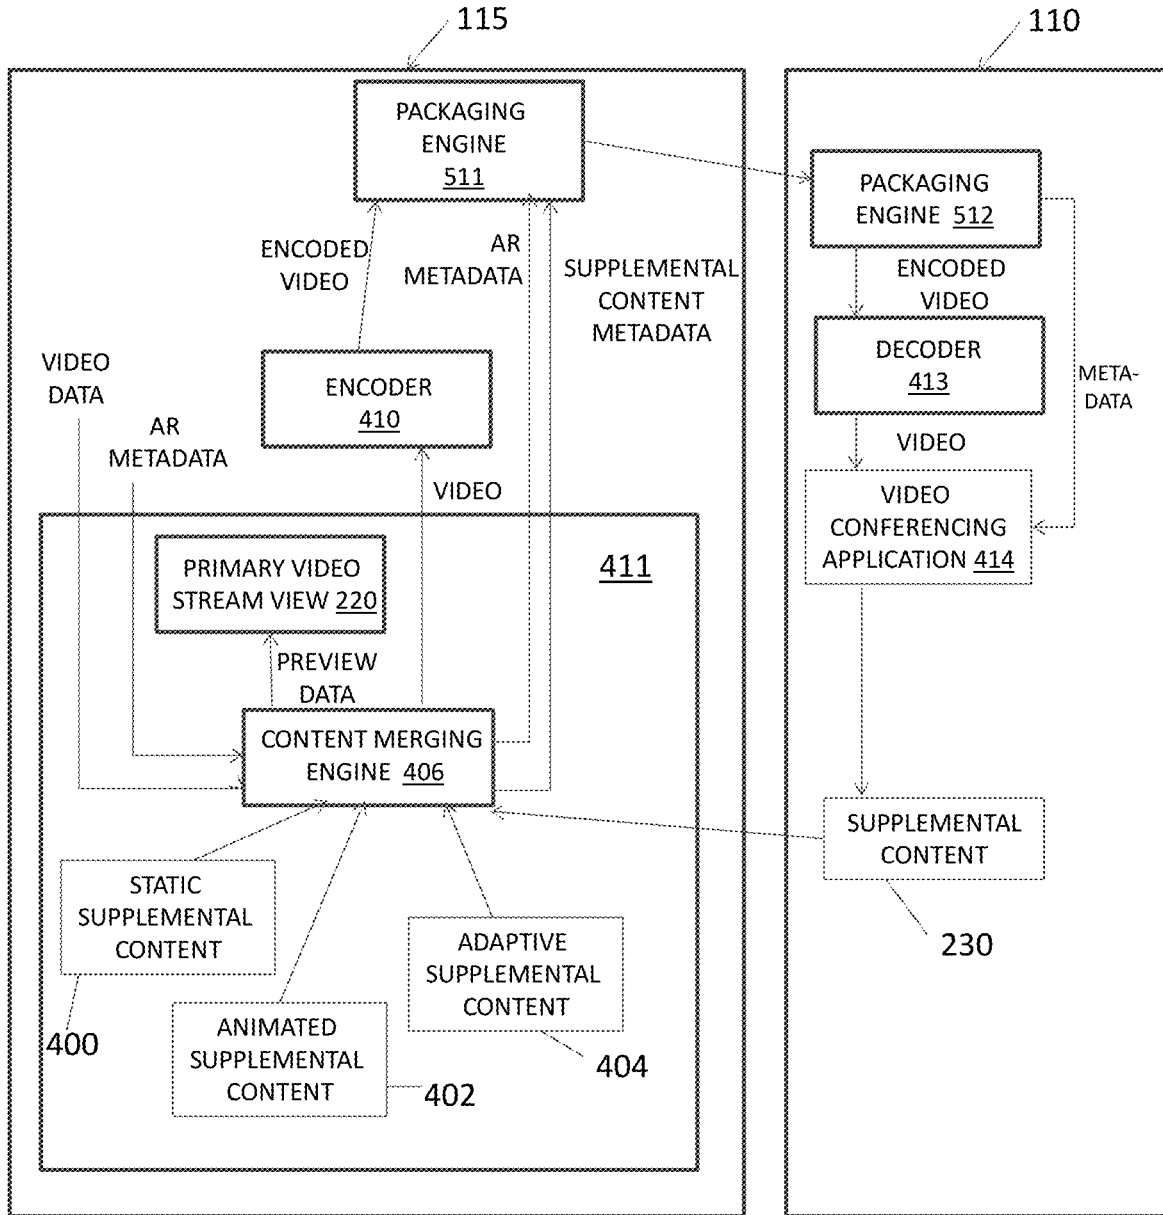 115
110
PACKAGING
ENGINE
511
PACKAGING
ENGINE 512
ENCODED
VIDEO
AR
METADATA
SUPPLEMENTAL
CONTENT
METADATA
ENCODED
VIDEO
DECODER
413
META-
DATA
VIDEO
DATA
AR
METADATA
ENCODER
410
VIDEO
VIDEO
VIDEO
CONFERENCING
APPLICATION 414
411
PRIMARY VIDEO
STREAM VIEW 220
PREVIEW
DATA
CONTENT MERGING
ENGINE 406
SUPPLEMENTAL
CONTENT
230
STATIC
SUPPLEMENTAL
CONTENT
400
ADAPTIVE
SUPPLEMENTAL
CONTENT
404
ANIMATED
SUPPLEMENTAL
CONTENT
402